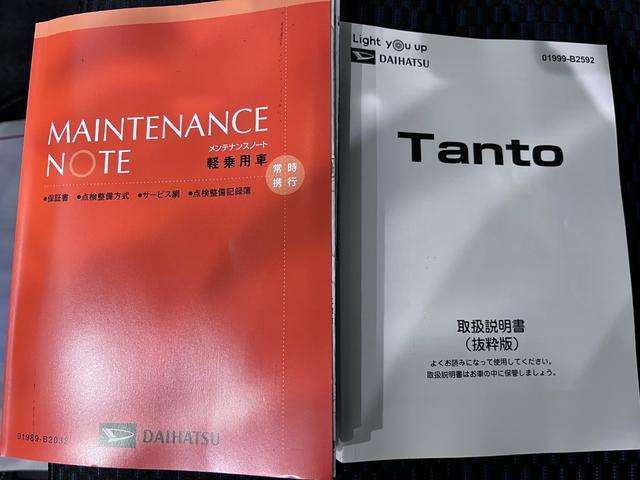 MAINTENANCE
NOTE
メンテナンスノート
軽乗用車
常時
携行
●保証書 ●点検整備方式 ●サービス網 ●点検整備記録簿
01989-B2032
DAIHATSU
Light you up
DAIHATSU
01999-B2592
Tanto
取扱説明書
（抜粋版）
よくお読みになって使用してください。
取扱説明書はお車の中に保管しましょう。